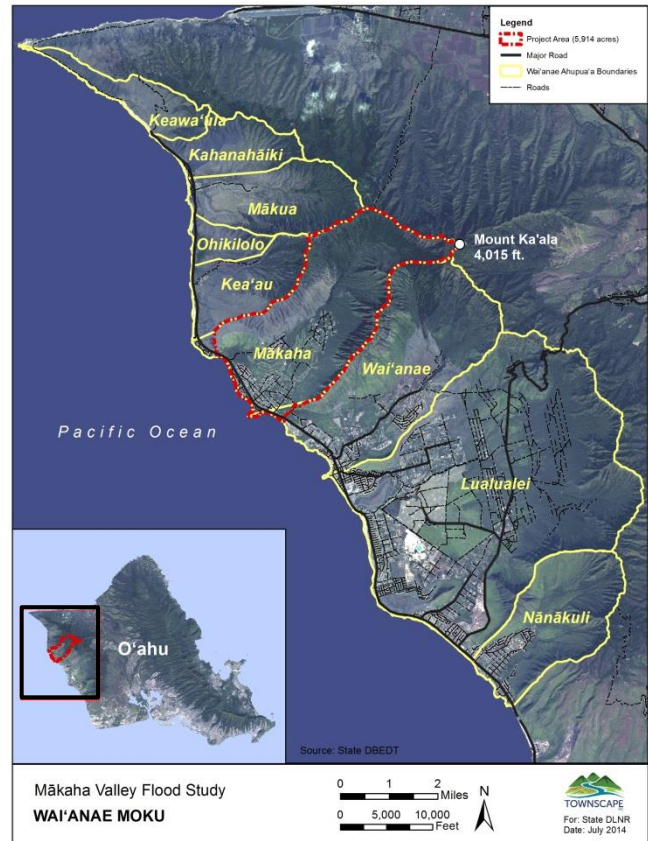 Legend
Project Area (5,914 acres)
Major Road
Wai'anae Ahupua'a Boundaries
Roads
Keawa'ula
Kahanahāiki
Mākua
Ohikilolo
Kea'au
Mount Ka'ala
4,015 ft.
Mākaha
Wai'anae
Pacific Ocean
Lualualei
Nānākuli
O'ahu
Source: State DBEDT
Mākaha Valley Flood Study
WAI'ANAE MOKU
0 1 2
Miles
0 5,000 10,000
Feet
N
TOWNSCAPE
For: State DLNR
Date: July 2014